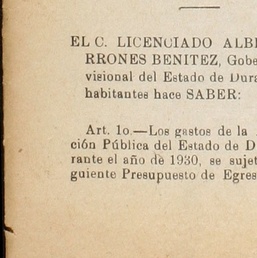 EL C. LICENCIADO ALBE
RRONES BENITEZ, Gobe
visional del Estado de Dura
habitantes hace SABER:
Art. 1o.—Los gastos de la
ción Pública del Estado de D
rante el año de 1930, se sujet
guiente Presupuesto de Egres